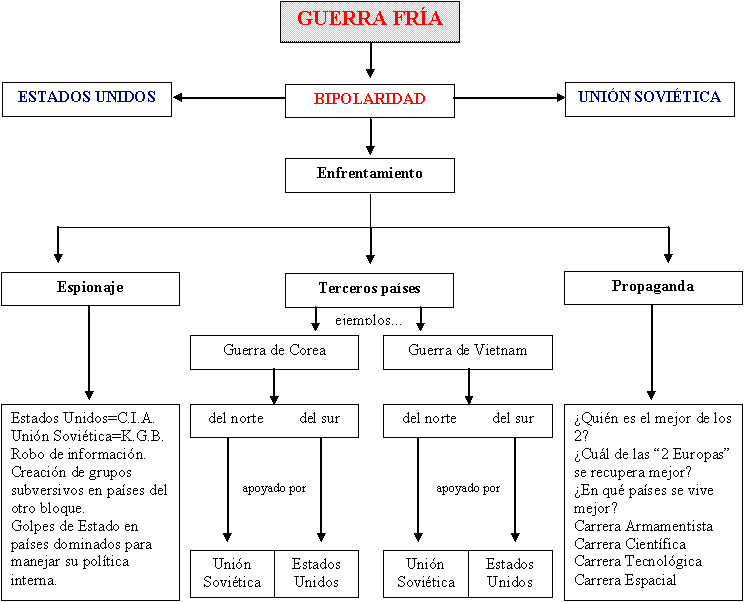 GUERRA FRÍA
ESTADOS UNIDOS
BIPOLARIDAD
UNIÓN SOVIÉTICA
Enfrentamiento
Espionaje
Terceros países
Propaganda
ejemplos...
Guerra de Corea
Guerra de Vietnam
Estados Unidos=C.I.A.
Unión Soviética=K.G.B.
Robo de información.
Creación de grupos
subversivos en países del
otro bloque.
Golpes de Estado en
países dominados para
manejar su política
interna.
del norte
del sur
apoyado por
Unión
Soviética
Estados
Unidos
del norte
del sur
apoyado por
Unión
Soviética
Estados
Unidos
¿Quién es el mejor de los
2?
¿Cuál de las “2 Europas”
se recupera mejor?
¿En qué países se vive
mejor?
Carrera Armamentista
Carrera Científica
Carrera Tecnológica
Carrera Espacial